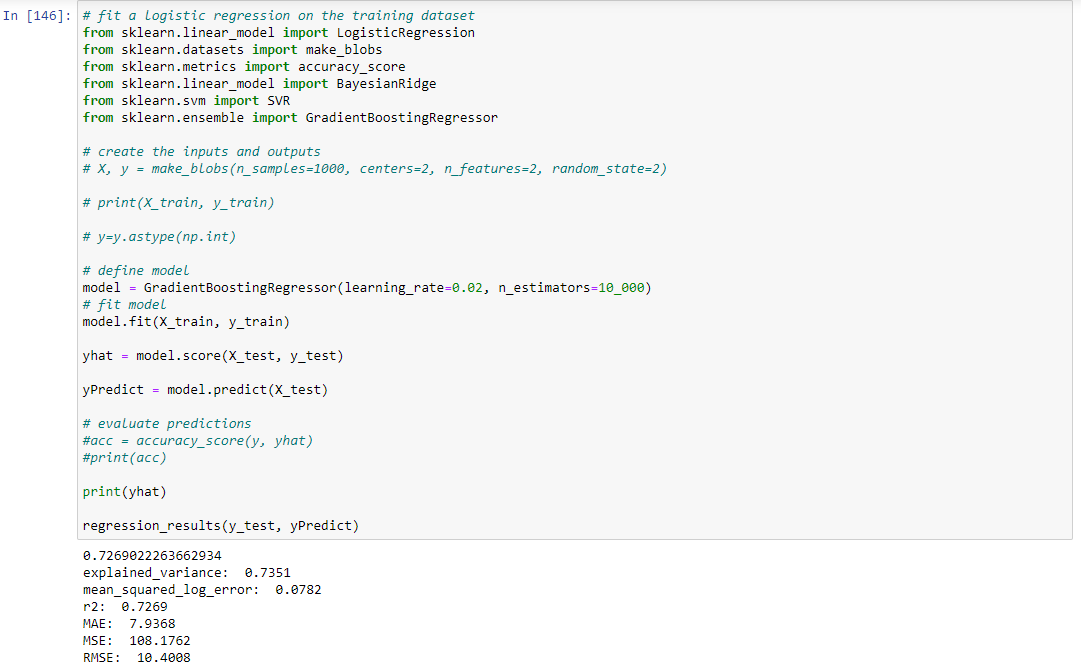 In [146]: # fit a logistic regression on the training dataset
from sklearn.linear_model import LogisticRegression
from sklearn.datasets import make_blobs
from sklearn.metrics import accuracy_score
from sklearn.linear_model import BayesianRidge
from sklearn.svm import SVR
from sklearn.ensemble import GradientBoostingRegressor
# create the inputs and outputs
# X, y = make_blobs(n_samples=1000, centers=2, n_features=2, random_state=2)
# print(X_train, y_train)
# y=y.astype(np.int)
# define model
model = GradientBoostingRegressor(learning_rate=0.02, n_estimators=10_000)
# fit model
model.fit(X_train, y_train)
yhat = model.score(X_test, y_test)
yPredict = model.predict(X_test)
# evaluate predictions
#acc = accuracy_score(y, yhat)
#print(acc)
print(yhat)
regression_results(y_test, yPredict)
0.7269022263662934
explained_variance:  0.7351
mean_squared_log_error:  0.0782
r2:  0.7269
MAE:  7.9368
MSE:  108.1762
RMSE:  10.4008